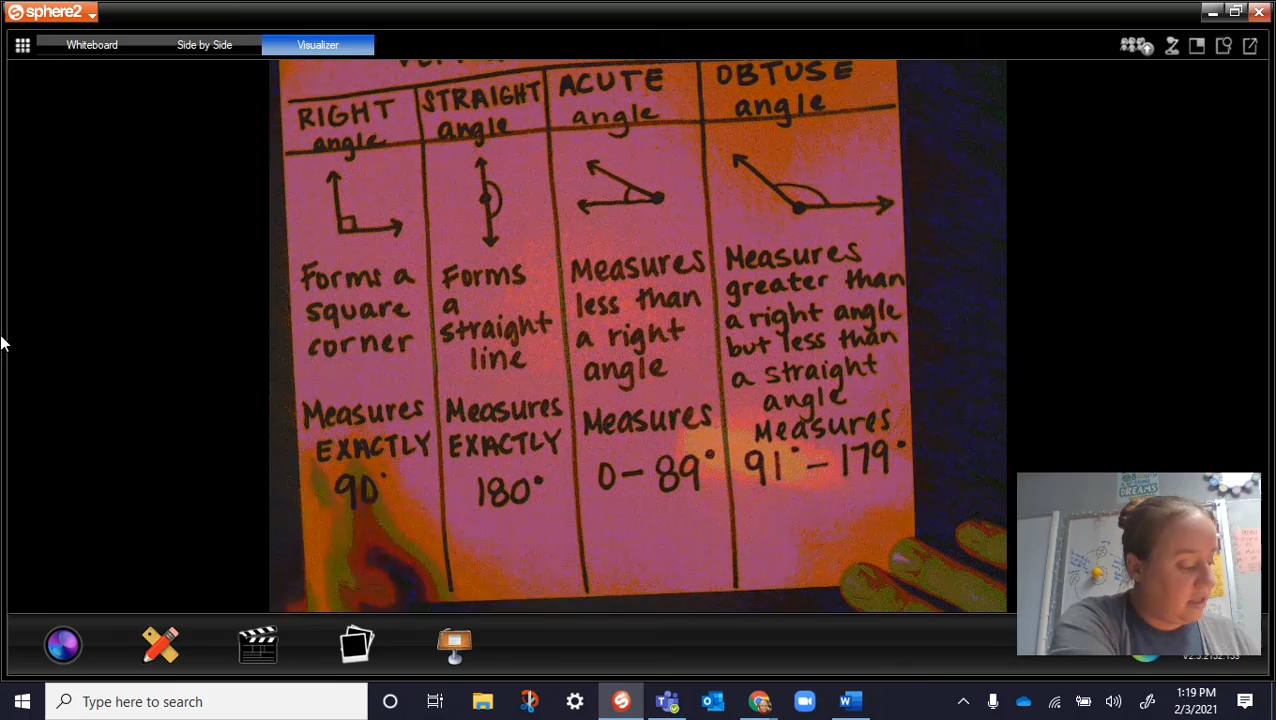 sphere2
Whiteboard
Side by Side
Visualizer
RIGHT
angle
STRAIGHT
angle
ACUTE
angle
OBTUSE
angle
Forms a
square
corner
Measures
EXACTLY
90°
Forms
a
straight
line
Measures
EXACTLY
180°
Measures
less than
a right
angle
Measures
0-89°
Measures
greater than
a right angle
but less than
a straight
angle
Measures
91°-179°
DREAMS
Type here to search
1:19 PM
2/3/2021